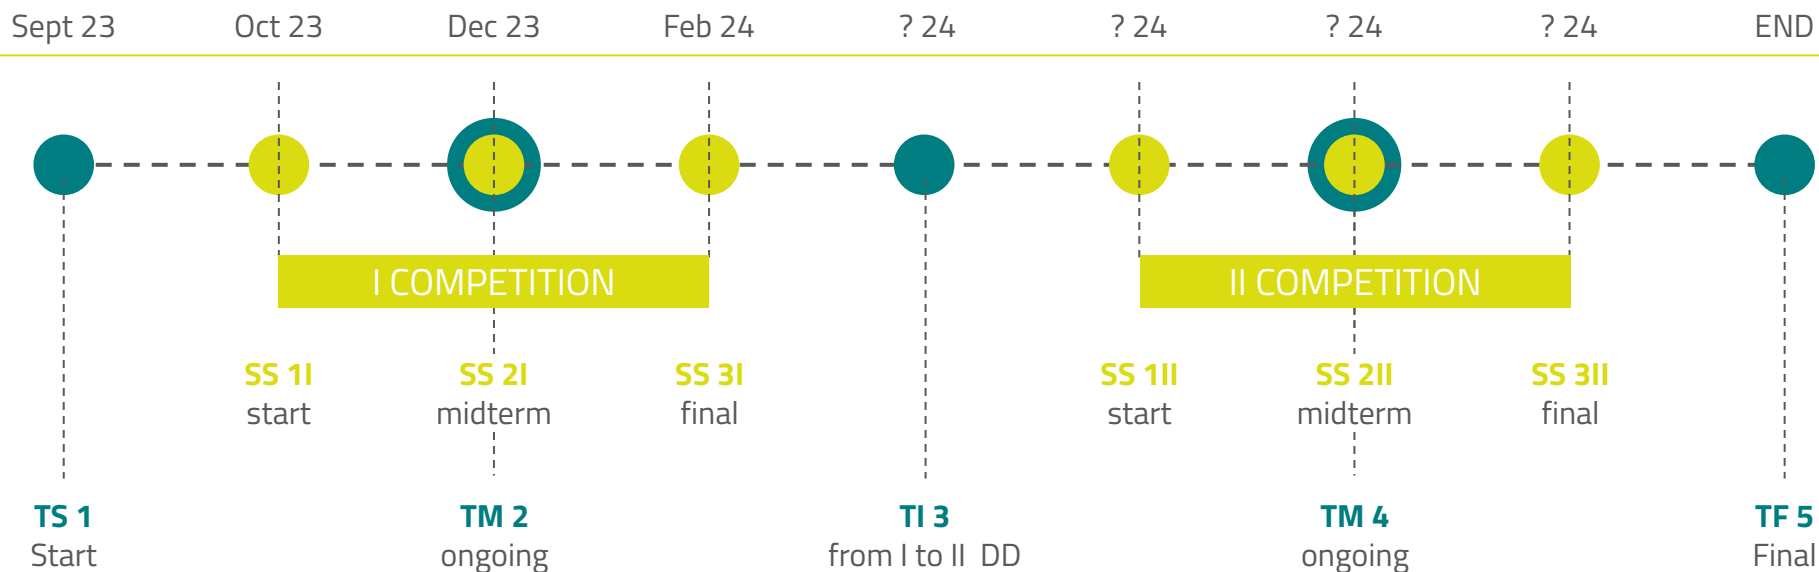 Sept 23 Oct 23 Dec 23 Feb 24 ? 24 ? 24 ? 24 ? 24 END
I COMPETITION II COMPETITION
SS 1I SS 2I SS 3I SS 1II SS 2II SS 3II
start midterm final start midterm final
TS 1 TM 2 TI 3 TM 4 TF 5
Start ongoing from I to II DD ongoing Final